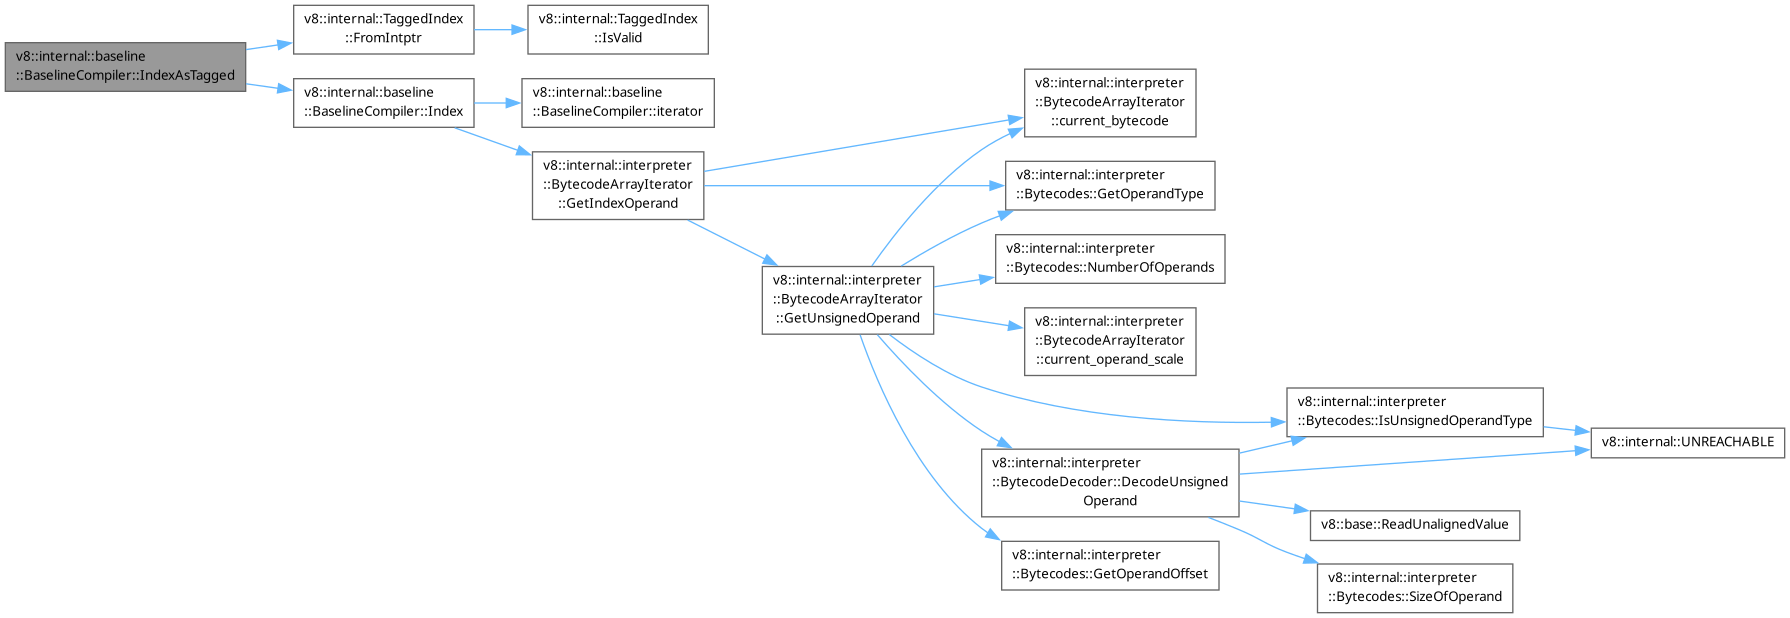 v8::internal::baseline
::BaselineCompiler::IndexAsTagged
v8::internal::TaggedIndex
::FromIntptr
v8::internal::TaggedIndex
::IsValid
v8::internal::baseline
::BaselineCompiler::Index
v8::internal::baseline
::BaselineCompiler::iterator
v8::internal::interpreter
::BytecodeArrayIterator
::GetIndexOperand
v8::internal::interpreter
::BytecodeArrayIterator
::current_bytecode
v8::internal::interpreter
::Bytecodes::GetOperandType
v8::internal::interpreter
::BytecodeArrayIterator
::GetUnsignedOperand
v8::internal::interpreter
::Bytecodes::NumberOfOperands
v8::internal::interpreter
::BytecodeArrayIterator
::current_operand_scale
v8::internal::interpreter
::Bytecodes::IsUnsignedOperandType
v8::internal::UNREACHABLE
v8::internal::interpreter
::BytecodeDecoder::DecodeUnsigned
Operand
v8::base::ReadUnalignedValue
v8::internal::interpreter
::Bytecodes::GetOperandOffset
v8::internal::interpreter
::Bytecodes::SizeOfOperand